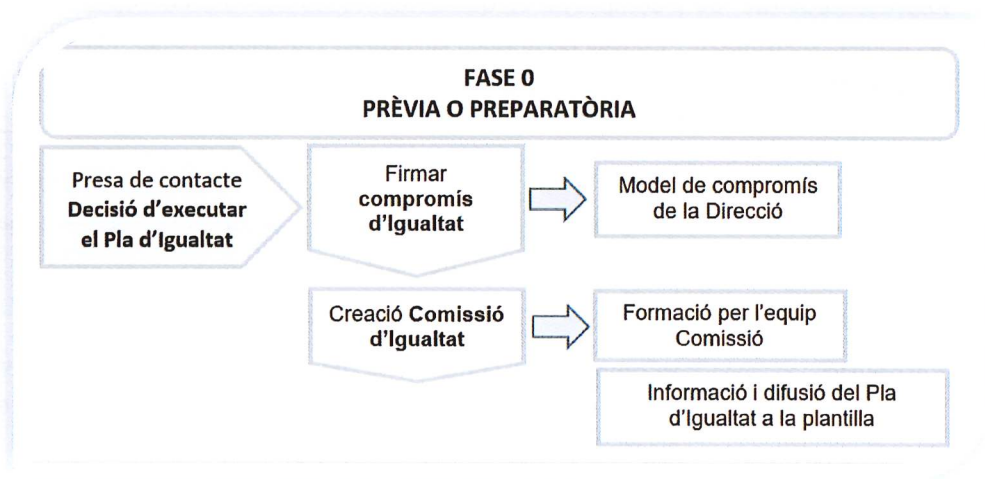 FASE 0
PRÈVIA O PREPARATÒRIA
Presa de contacte
Decisió d'executar
el Pla d'Igualtat
Firmar
compromís
d'Igualtat
Model de compromís
de la Direcció
Creació Comissió
d'Igualtat
Formació per l'equip
Comissió
Informació i difusió del Pla
d'Igualtat a la plantilla